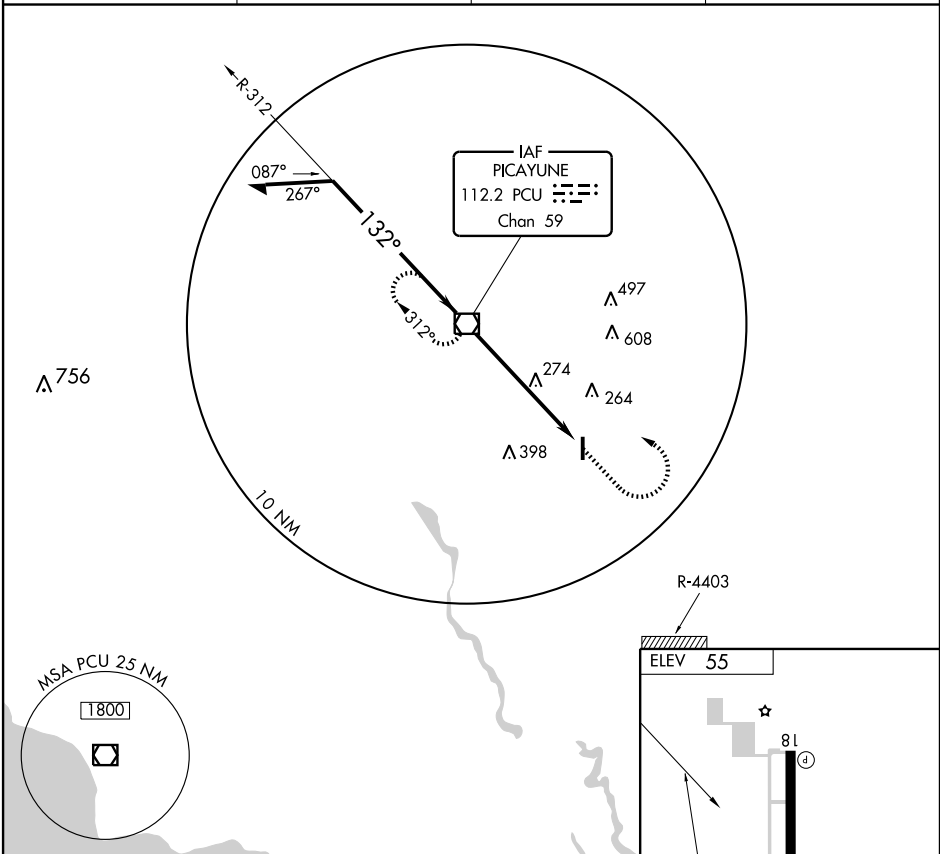 R-312
IAF
PICAYUNE
112.2 PCU
Chan 59
087°
267°
132°
312°
497
608
274
264
756
398
10 NM
R-4403
MSA PCU 25 NM
1800
ELEV 55
18
P